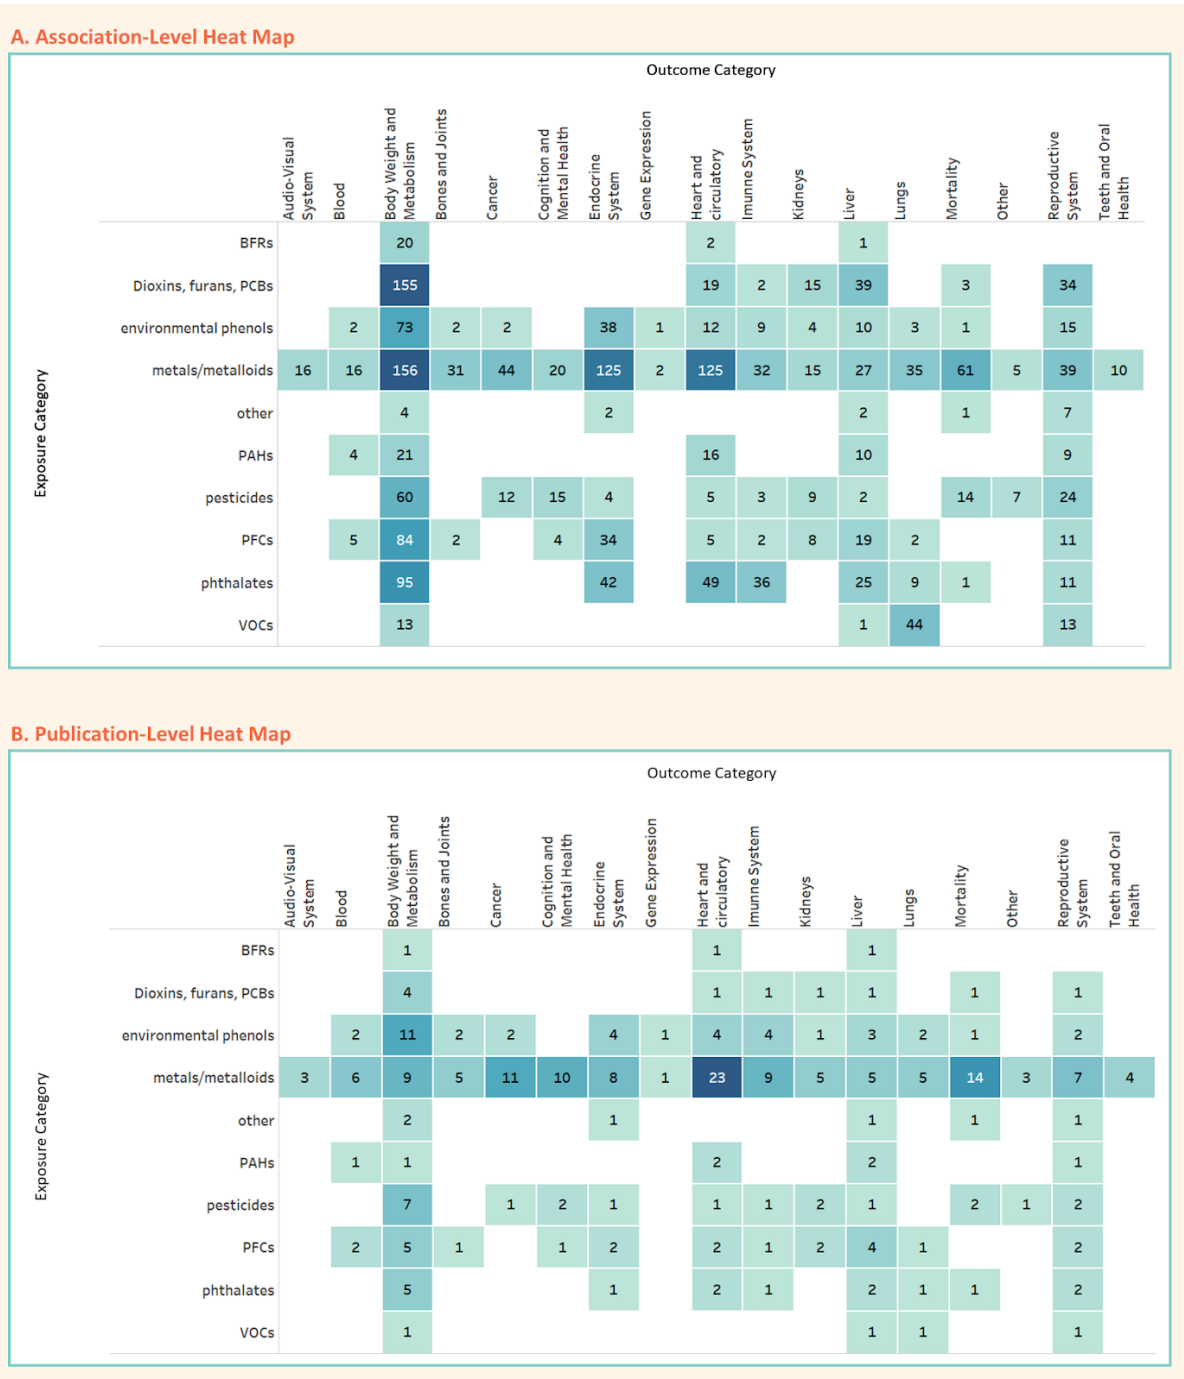 A. Association-Level Heat Map
Outcome Category
Audio-Visual
System
Blood
Body Weight and
Metabolism
Bones and Joints
Cancer
Cognition and
Mental Health
Endocrine
System
Gene Expression
Heart and
circulatory
Imunne System
Kidneys
Liver
Lungs
Mortality
Other
Reproductive
System
Teeth and Oral
Health
Exposure Category
BFRs 20 2 1
Dioxins, furans, PCBs 155 19 2 15 39 3 34
environmental phenols 2 73 2 2 38 1 12 9 4 10 3 1 15
metals/metalloids 16 16 156 31 44 20 125 2 125 32 15 27 35 61 5 39 10
other 4 2 2 1 7
PAHs 4 21 16 10 9
pesticides 60 12 15 4 5 3 9 2 14 7 24
PFCs 5 84 2 4 34 5 2 8 19 2 11
phthalates 95 42 49 36 25 9 1 11
VOCs 13 1 44 13
B. Publication-Level Heat Map
Outcome Category
Audio-Visual
System
Blood
Body Weight and
Metabolism
Bones and Joints
Cancer
Cognition and
Mental Health
Endocrine
System
Gene Expression
Heart and
circulatory
Imunne System
Kidneys
Liver
Lungs
Mortality
Other
Reproductive
System
Teeth and Oral
Health
Exposure Category
BFRs 1 1 1
Dioxins, furans, PCBs 4 1 1 1 1 1 1
environmental phenols 2 11 2 2 4 1 4 4 1 3 2 1 2
metals/metalloids 3 6 9 5 11 10 8 1 23 9 5 5 5 14 3 7 4
other 2 1 1 1 1
PAHs 1 1 2 2 1
pesticides 7 1 2 1 1 1 2 1 2 1 2
PFCs 2 5 1 1 2 2 1 2 4 1 2
phthalates 5 1 2 1 2 1 1 2
VOCs 1 1 1 1